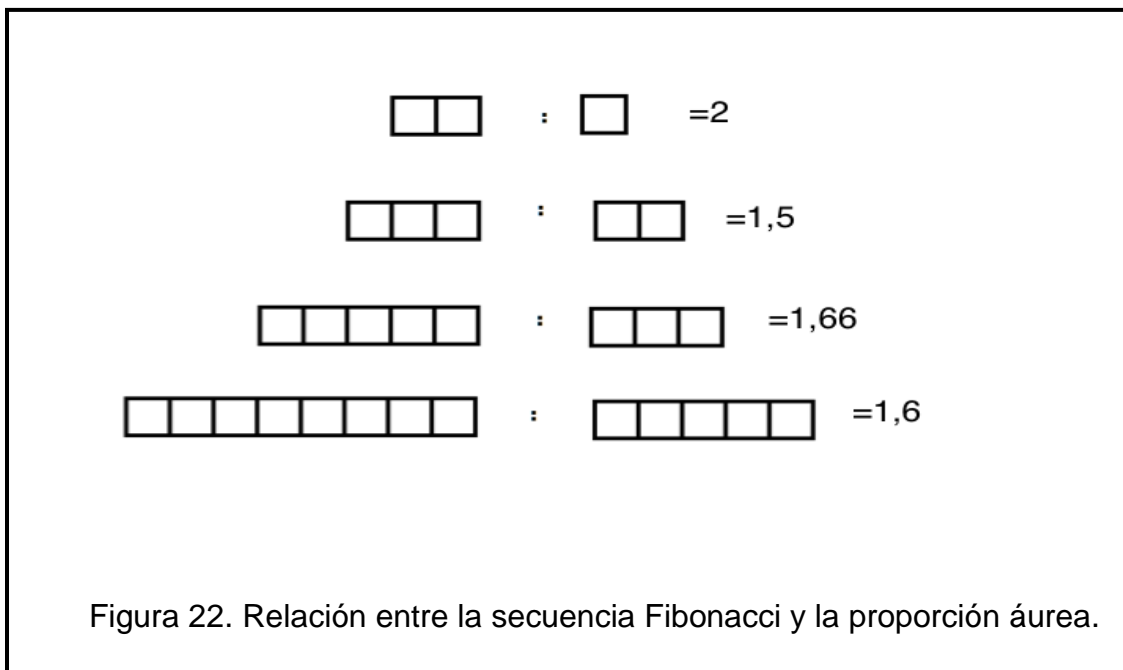 : =2
: =1,5
: =1,66
: =1,6
Figura 22. Relación entre la secuencia Fibonacci y la proporción áurea.